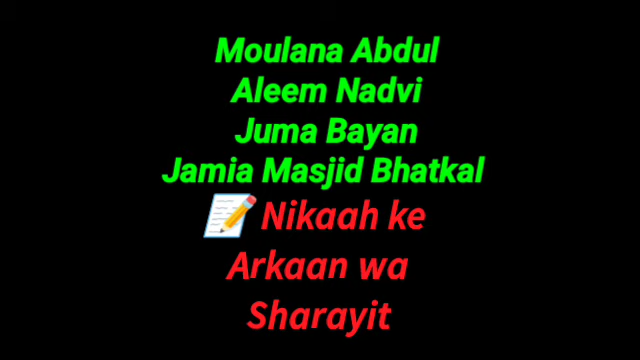 Moulana Abdul
Aleem Nadvi
Juma Bayan
Jamia Masjid Bhatkal
📝 Nikaah ke
Arkaan wa
Sharayit